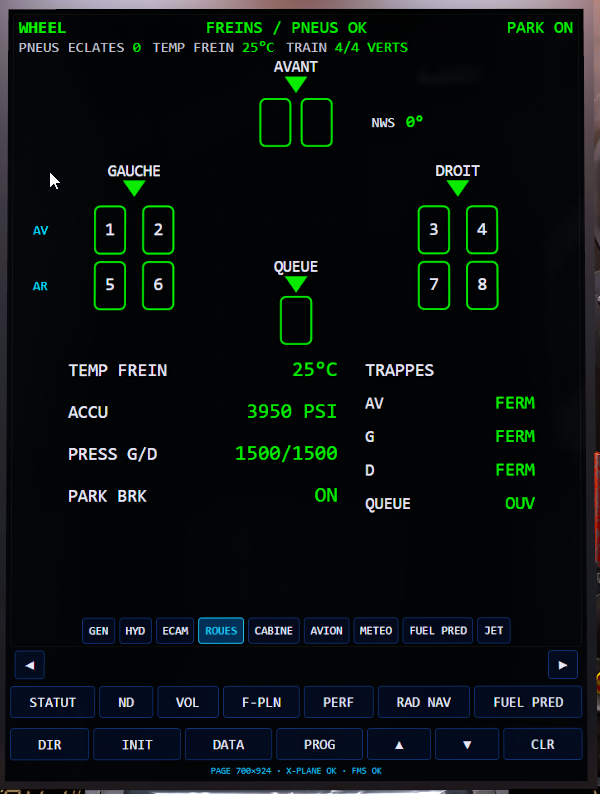 WHEEL FREINS / PNEUS OK PARK ON
PNEUS ECLATES 0 TEMP FREIN 25°C TRAIN 4/4 VERTS
AVANT
NWS 0°
GAUCHE DROIT
AV 1 2 3 4
QUEUE
AR 5 6 7 8
TEMP FREIN 25°C TRAPPES
AV FERM
ACCU 3950 PSI
G FERM
PRESS G/D 1500/1500
D FERM
PARK BRK ON
QUEUE OUV
GEN HYD ECAM ROUES CABINE AVION METEO FUEL PRED JET
◀ ▶
STATUT ND VOL F-PLN PERF RAD NAV FUEL PRED
DIR INIT DATA PROG ▲ ▼ CLR
PAGE 700×924 · X-PLANE OK · FMS OK